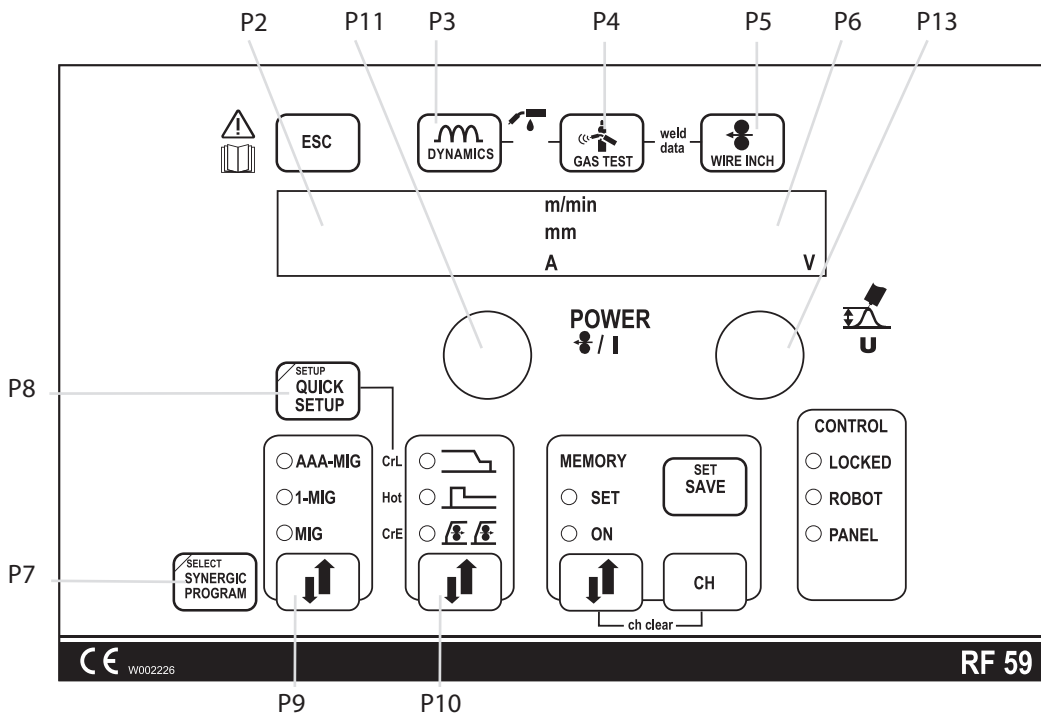 P2 P11 P3 P4 P5 P6 P13
ESC
DYNAMICS
GAS TEST
weld
data
WIRE INCH
m/min
mm
A V
POWER
/ I
U
P8
SETUP
QUICK
SETUP
CONTROL
LOCKED
ROBOT
PANEL
AAA-MIG
1-MIG
MIG
CrL
Hot
CrE
MEMORY
SET
ON
SET
SAVE
P7
SELECT
SYNERGIC
PROGRAM
CH
ch clear
CE W002226
RF 59
P9 P10